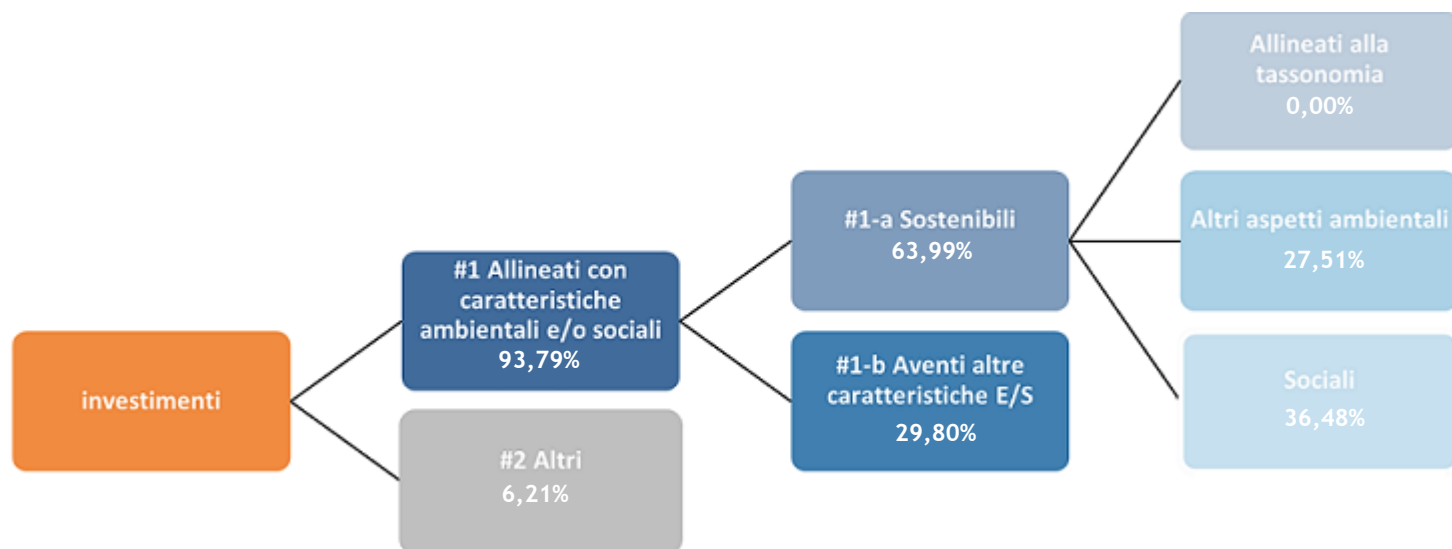 investimenti
#1 Allineati con
caratteristiche
ambientali e/o sociali
93,79%
#2 Altri
6,21%
#1-a Sostenibili
63,99%
#1-b Aventi altre
caratteristiche E/S
29,80%
Allineati alla
tassonomia
0,00%
Altri aspetti ambientali
27,51%
Sociali
36,48%